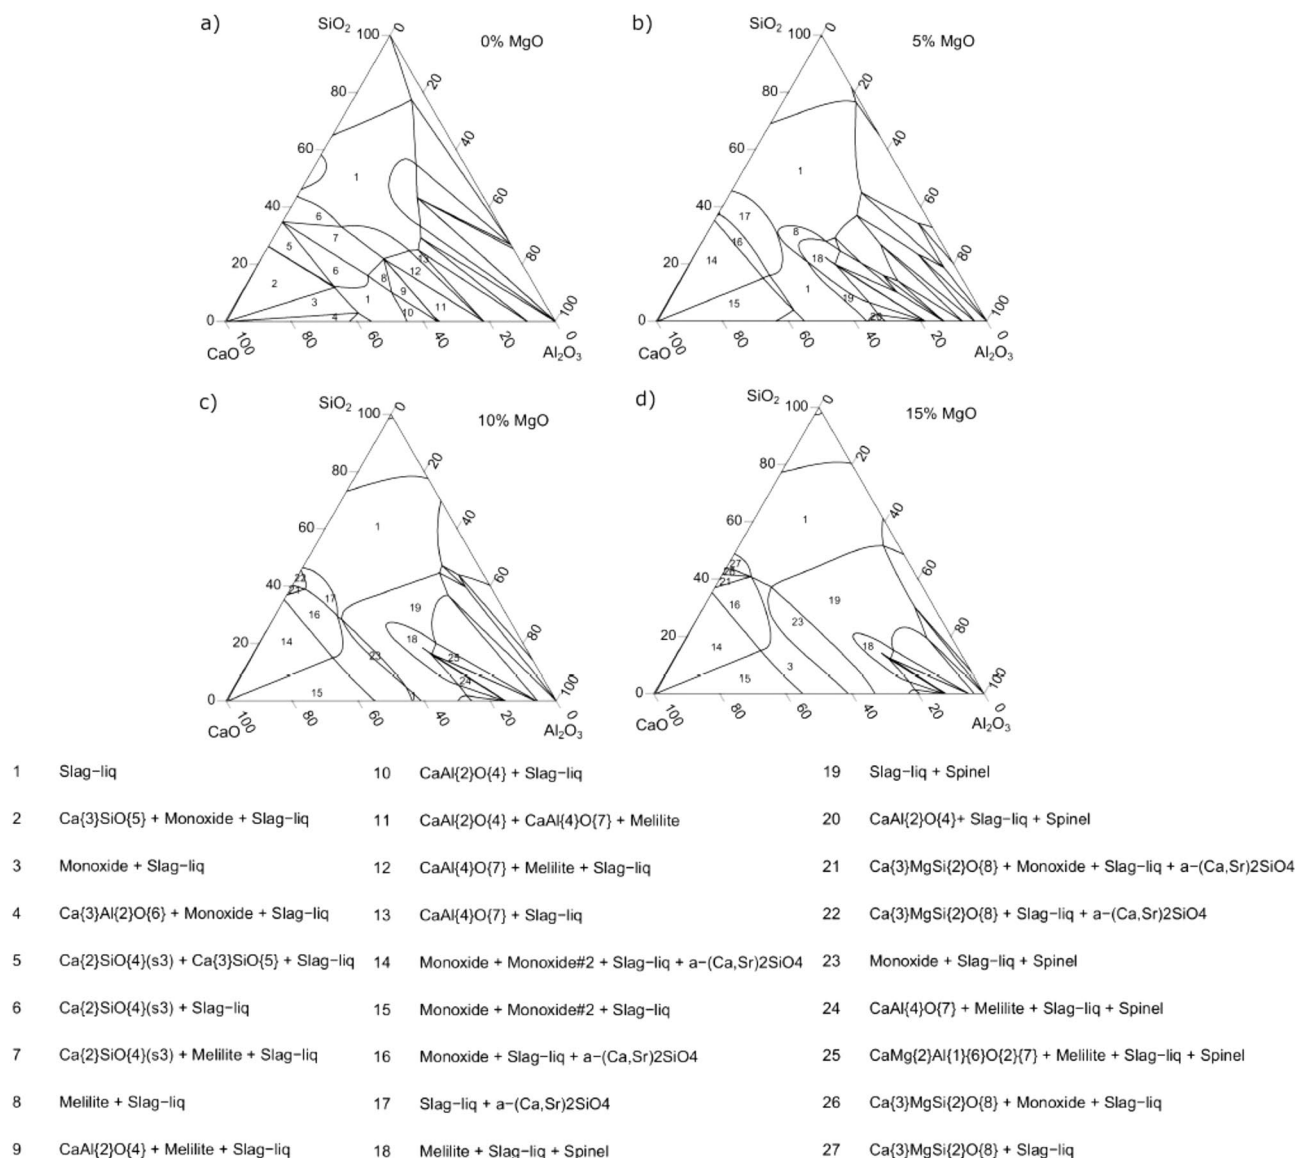 a)
SiO2
100
0
0% MgO
80
20
60
40
1
40
60
6
7
5
20
80
6
13
12
2
8
9
3
1
11
100
4
10
0
100
80
60
40
20
0
CaO
Al2O3
b)
SiO2
100
0
5% MgO
80
20
60
40
1
40
60
17
8
16
20
80
14
18
1
15
19
100
0
100
80
60
40
20
0
CaO
Al2O3
c)
SiO2
100
0
10% MgO
80
20
60
40
1
22
40
60
21
17
19
16
20
80
14
18
23
25
24
15
100
0
100
80
60
40
20
0
CaO
Al2O3
d)
SiO2
100
0
15% MgO
80
20
60
40
1
27
40
60
21
16
19
23
20
80
14
18
3
15
100
0
100
80
60
40
20
0
CaO
Al2O3
1 Slag-liq
2 Ca{3}SiO{5} + Monoxide + Slag-liq
3 Monoxide + Slag-liq
4 Ca{3}Al{2}O{6} + Monoxide + Slag-liq
5 Ca{2}SiO{4}(s3) + Ca{3}SiO{5} + Slag-liq
6 Ca{2}SiO{4}(s3) + Slag-liq
7 Ca{2}SiO{4}(s3) + Melilite + Slag-liq
8 Melilite + Slag-liq
9 CaAl{2}O{4} + Melilite + Slag-liq
10 CaAl{2}O{4} + Slag-liq
11 CaAl{2}O{4} + CaAl{4}O{7} + Melilite
12 CaAl{4}O{7} + Melilite + Slag-liq
13 CaAl{4}O{7} + Slag-liq
14 Monoxide + Monoxide#2 + Slag-liq + a-(Ca,Sr)2SiO4
15 Monoxide + Monoxide#2 + Slag-liq
16 Monoxide + Slag-liq + a-(Ca,Sr)2SiO4
17 Slag-liq + a-(Ca,Sr)2SiO4
18 Melilite + Slag-liq + Spinel
19 Slag-liq + Spinel
20 CaAl{2}O{4}+ Slag-liq + Spinel
21 Ca{3}MgSi{2}O{8} + Monoxide + Slag-liq + a-(Ca,Sr)2SiO4
22 Ca{3}MgSi{2}O{8} + Slag-liq + a-(Ca,Sr)2SiO4
23 Monoxide + Slag-liq + Spinel
24 CaAl{4}O{7} + Melilite + Slag-liq + Spinel
25 CaMg{2}Al{1}{6}O{2}{7} + Melilite + Slag-liq + Spinel
26 Ca{3}MgSi{2}O{8} + Monoxide + Slag-liq
27 Ca{3}MgSi{2}O{8} + Slag-liq